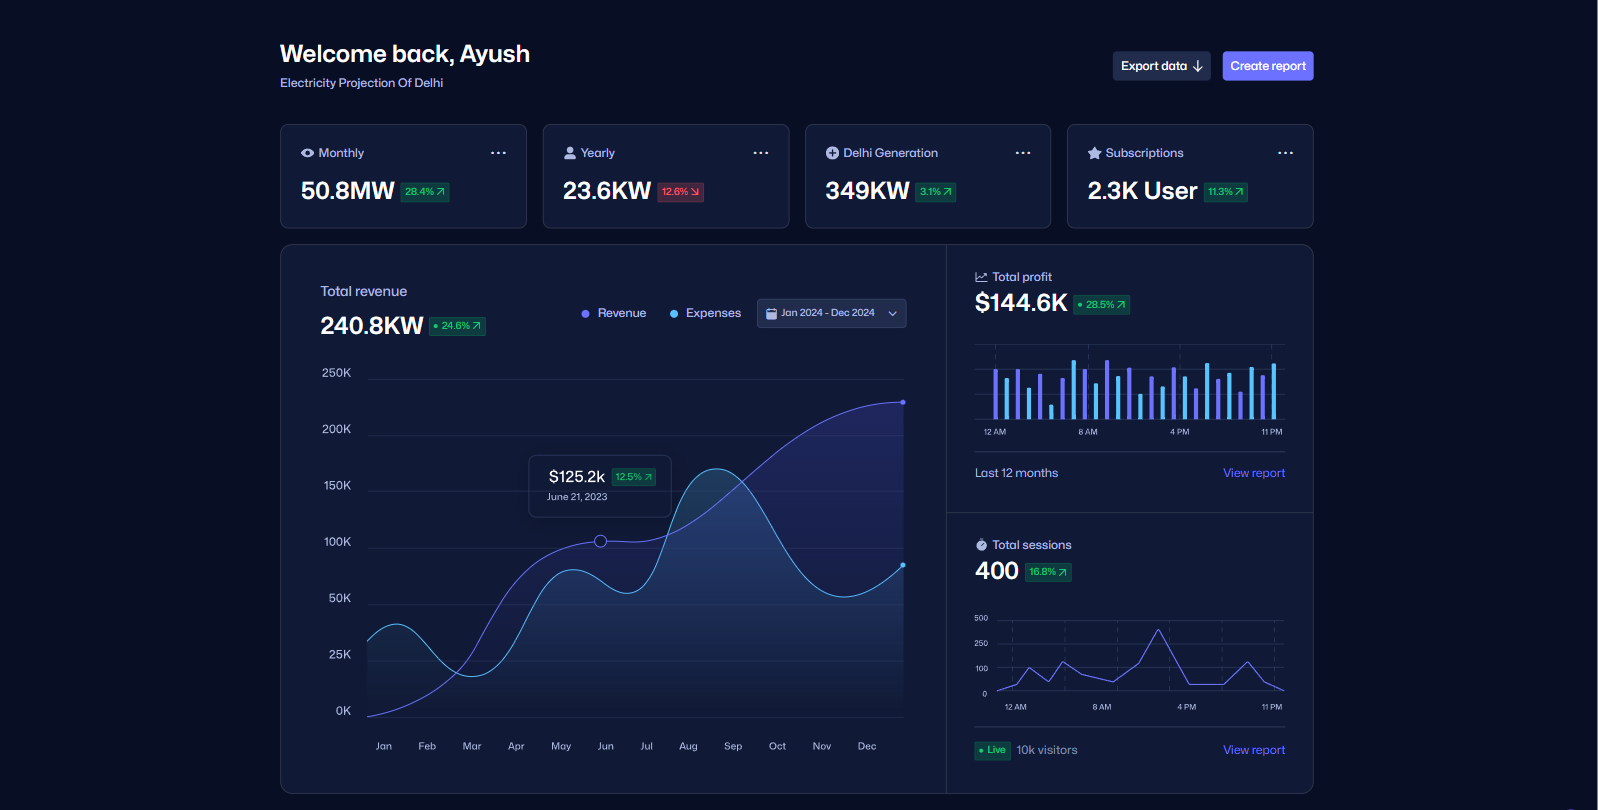 Welcome back, Ayush
Electricity Projection Of Delhi
Export data
Create report
Monthly
50.8MW 28.4%
Yearly
23.6KW 12.6%
Delhi Generation
349KW 3.1%
Subscriptions
2.3K User 11.3%
Total revenue
240.8KW 24.6%
Revenue
Expenses
Jan 2024 - Dec 2024
250K
200K
150K
100K
50K
25K
0K
$125.2k 12.5%
June 21, 2023
Jan Feb Mar Apr May Jun Jul Aug Sep Oct Nov Dec
Total profit
$144.6K 28.5%
12 AM 8 AM 4 PM 11 PM
Last 12 months
View report
Total sessions
400 16.8%
500
250
100
0
12 AM 8 AM 4 PM 11 PM
Live 10k visitors
View report